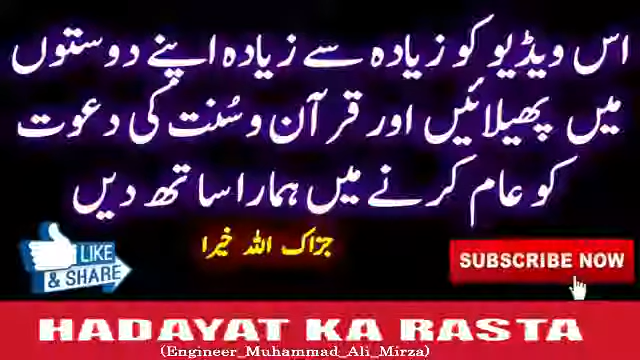 اس ویڈیو کو زیادہ سے زیادہ اپنے دوستوں
میں پھیلائیں اور قرآن و سُنت کی دعوت
کو عام کرنے میں ہمارا ساتھ دیں
جزاک اللہ خیرا
LIKE
& SHARE
SUBSCRIBE NOW
HADAYAT KA RASTA
(Engineer_Muhammad_Ali_Mirza)